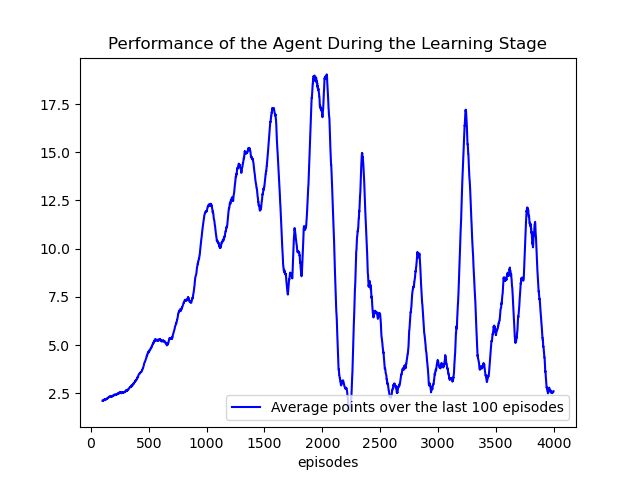 Performance of the Agent During the Learning Stage
17.5
15.0
12.5
10.0
7.5
5.0
2.5
Average points over the last 100 episodes
0 500 1000 1500 2000 2500 3000 3500 4000
episodes